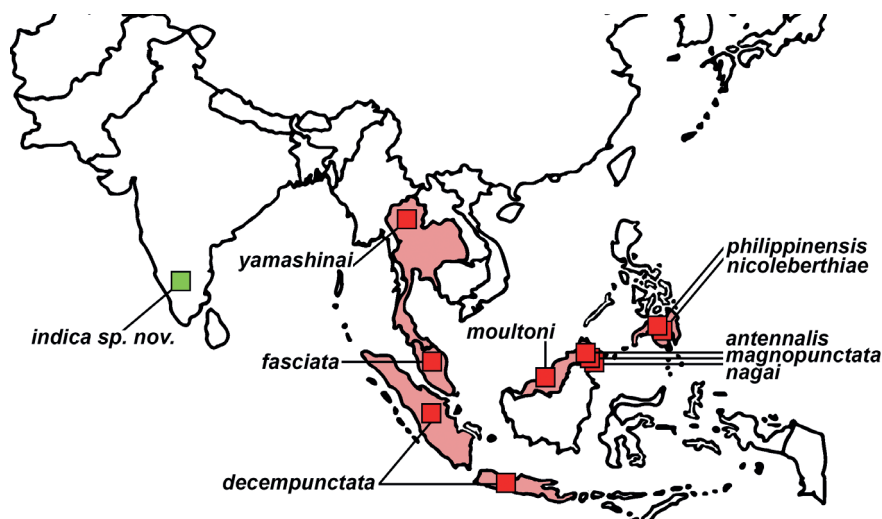 philippinensis
nicoleberthiae
yamashinai
indica sp. nov.
moultoni
antennalis
magnopunctata
nagai
fasciata
decempunctata